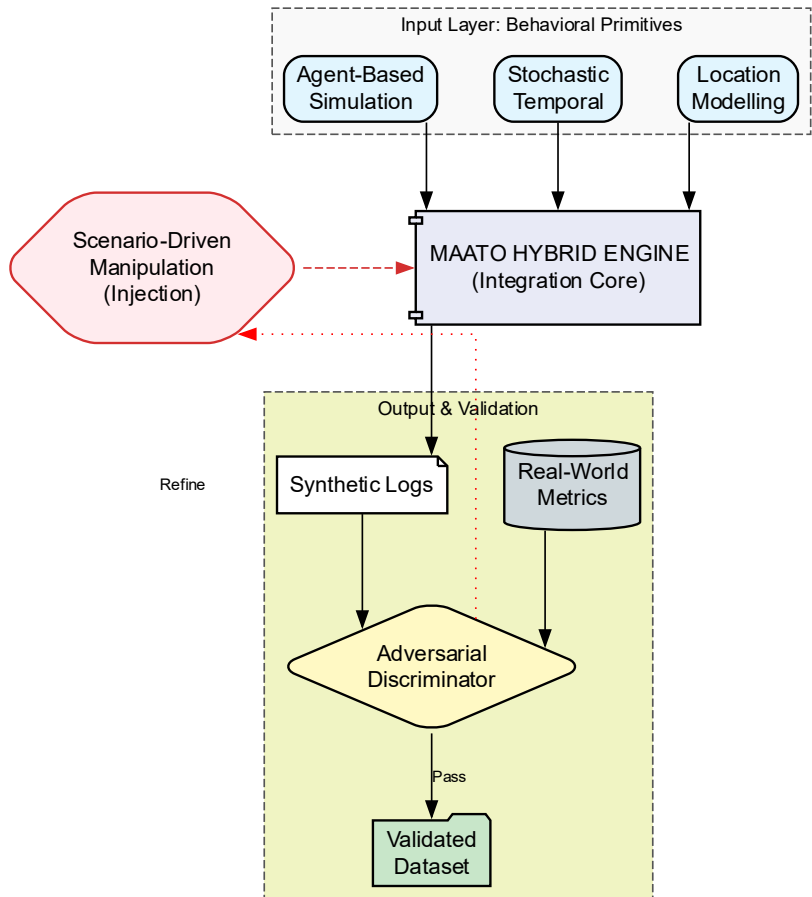 Input Layer: Behavioral Primitives
Agent-Based
Simulation
Stochastic
Temporal
Location
Modelling
Scenario-Driven
Manipulation
(Injection)
MAATO HYBRID ENGINE
(Integration Core)
Output & Validation
Synthetic Logs
Real-World
Metrics
Refine
Adversarial
Discriminator
Pass
Validated
Dataset